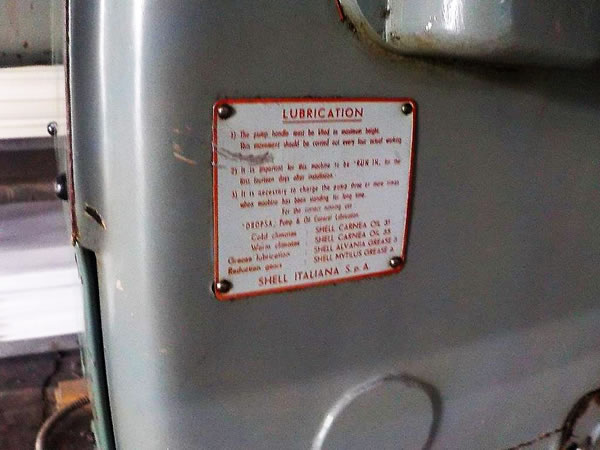 LUBRICATION
1) The pump handle must be lifted to maximum height.
This movement should be carried out every four actual working
2) It is important for this machine to be "RUN IN, for the
first fourteen days after installation.
3) It is necessary to charge the pump three or more times
when machine has been standing for long time.
For the correct running use
"DROPSA, Pump & Oil General Lubrication
Cold climates SHELL CARNEA OIL 31
Warm climates SHELL CARNEA OIL 33
Grease lubrication SHELL ALVANIA GREASE 3
Reduction gears SHELL MYTILUS GREASE A
SHELL ITALIANA S.p.A